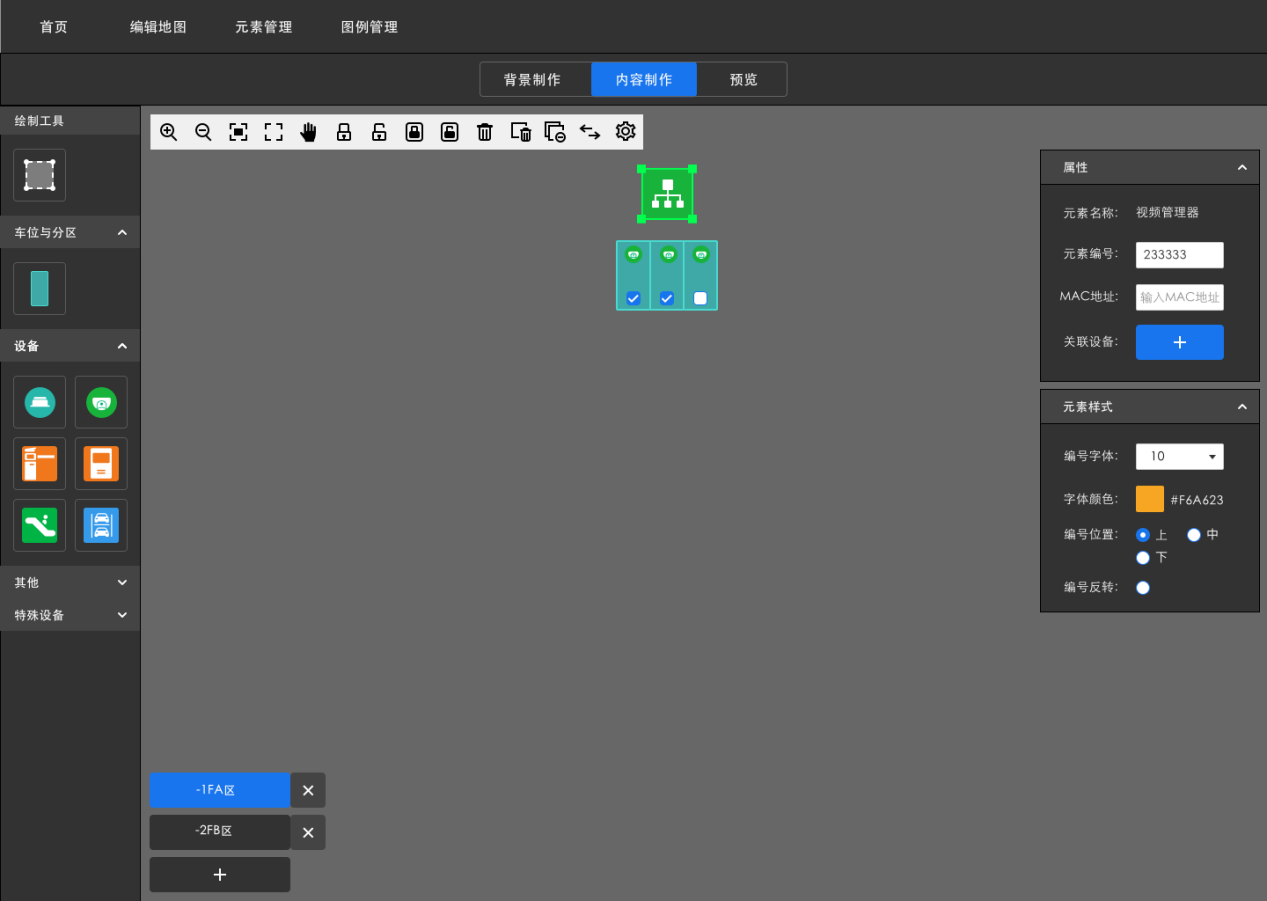 首页 编辑地图 元素管理 图例管理
背景制作 内容制作 预览
绘制工具
车位与分区
设备
其他
特殊设备
属性
元素名称: 视频管理器
元素编号: 233333
MAC地址: 输入MAC地址
关联设备: +
元素样式
编号字体: 10
字体颜色: #F6A623
编号位置: 上 中
下
编号反转:
-1FA区
-2FB区
+